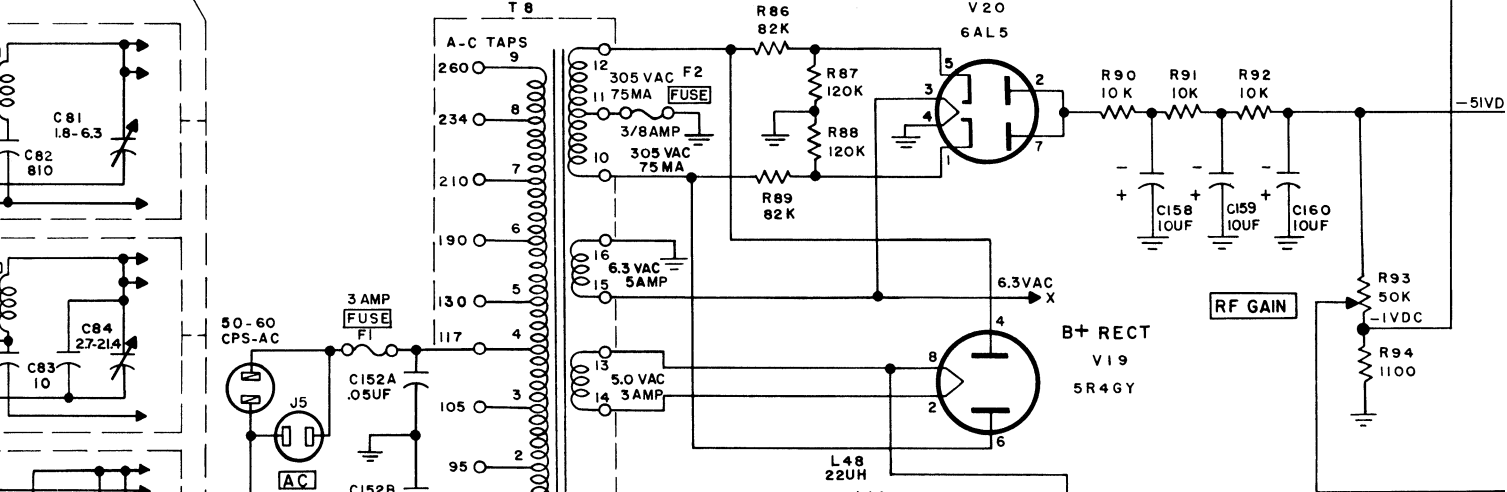 T 8
A-C TAPS
9
260
8
234
7
210
6
190
5
130
4
117
3
105
2
95
12
305 VAC
75MA
F2
FUSE
11
3/8AMP
305 VAC
75 MA
10
16
6.3 VAC
5AMP
15
13
5.0 VAC
3 AMP
14
R86
82K
R87
120K
R88
120K
R89
82K
V20
6AL5
5
2
3
4
1
7
R90
10K
R91
10K
R92
10K
-51VD
-
+
C158
10UF
-
+
C159
10UF
-
+
C160
10UF
6.3VAC
X
B+ RECT
V19
5R4GY
4
8
2
6
L48
22UH
RF GAIN
R93
50K
-1VDC
R94
1100
C81
1.8-6.3
C82
810
C84
2.7-21.4
C83
10
50-60
CPS-AC
3 AMP
FUSE
F1
C152A
.05UF
J5
AC
C152B